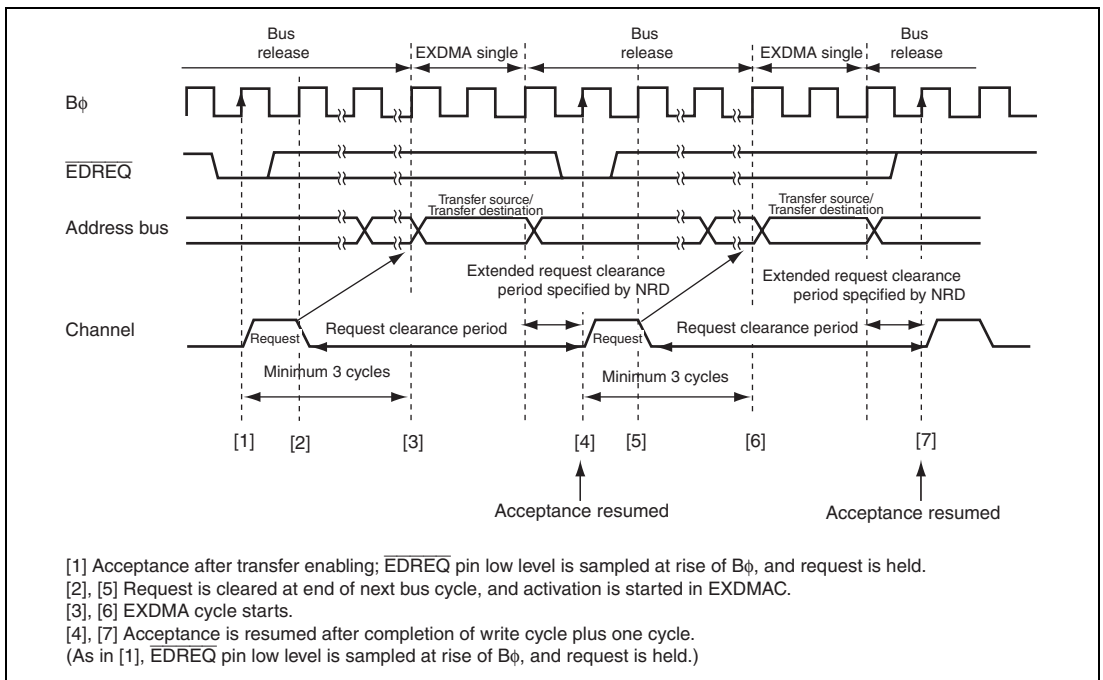 Bus release
EXDMA single
Bus release
EXDMA single
Bus release
Bφ
EDREQ
Address bus
Transfer source/
Transfer destination
Transfer source/
Transfer destination
Extended request clearance
period specified by NRD
Extended request clearance
period specified by NRD
Channel
Request
Request clearance period
Request
Request clearance period
Minimum 3 cycles
Minimum 3 cycles
[1] [2] [3] [4] [5] [6] [7]
Acceptance resumed
Acceptance resumed
[1] Acceptance after transfer enabling; EDREQ pin low level is sampled at rise of Bφ, and request is held.
[2], [5] Request is cleared at end of next bus cycle, and activation is started in EXDMAC.
[3], [6] EXDMA cycle starts.
[4], [7] Acceptance is resumed after completion of write cycle plus one cycle.
(As in [1], EDREQ pin low level is sampled at rise of Bφ, and request is held.)